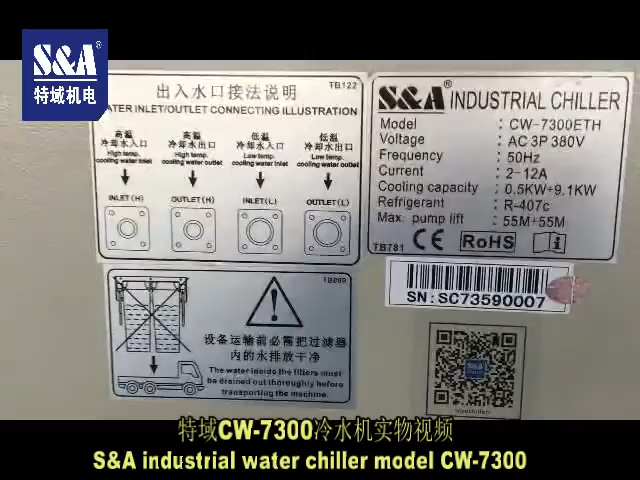 S&A®
特域机电
出入水口接法说明
TB122
WATER INLET/OUTLET CONNECTING ILLUSTRATION
高温 高温 低温 低温
冷却水入口 冷却水出口 冷却水入口 冷却水出口
High temp. High temp. Low temp. Low temp.
cooling water inlet cooling water outlet cooling water inlet cooling water outlet
INLET(H) OUTLET(H) INLET(L) OUTLET(L)
S&A® INDUSTRIAL CHILLER
Model : CW-7300ETH
Voltage : AC 3P 380V
Frequency : 50Hz
Current : 2-12A
Cooling capacity : 0.5KW+9.1KW
Refrigerant : R-407c
Max. pump lift : 55M+55M
TB781 CE RoHS
SN: SC73590007
设备运输前必需把过滤器
内的水排放干净
The water inside the filters must
be drained out thoroughly before
transporting the machine.
S&A
特域CW-7300冷水机实物视频
S&A industrial water chiller model CW-7300